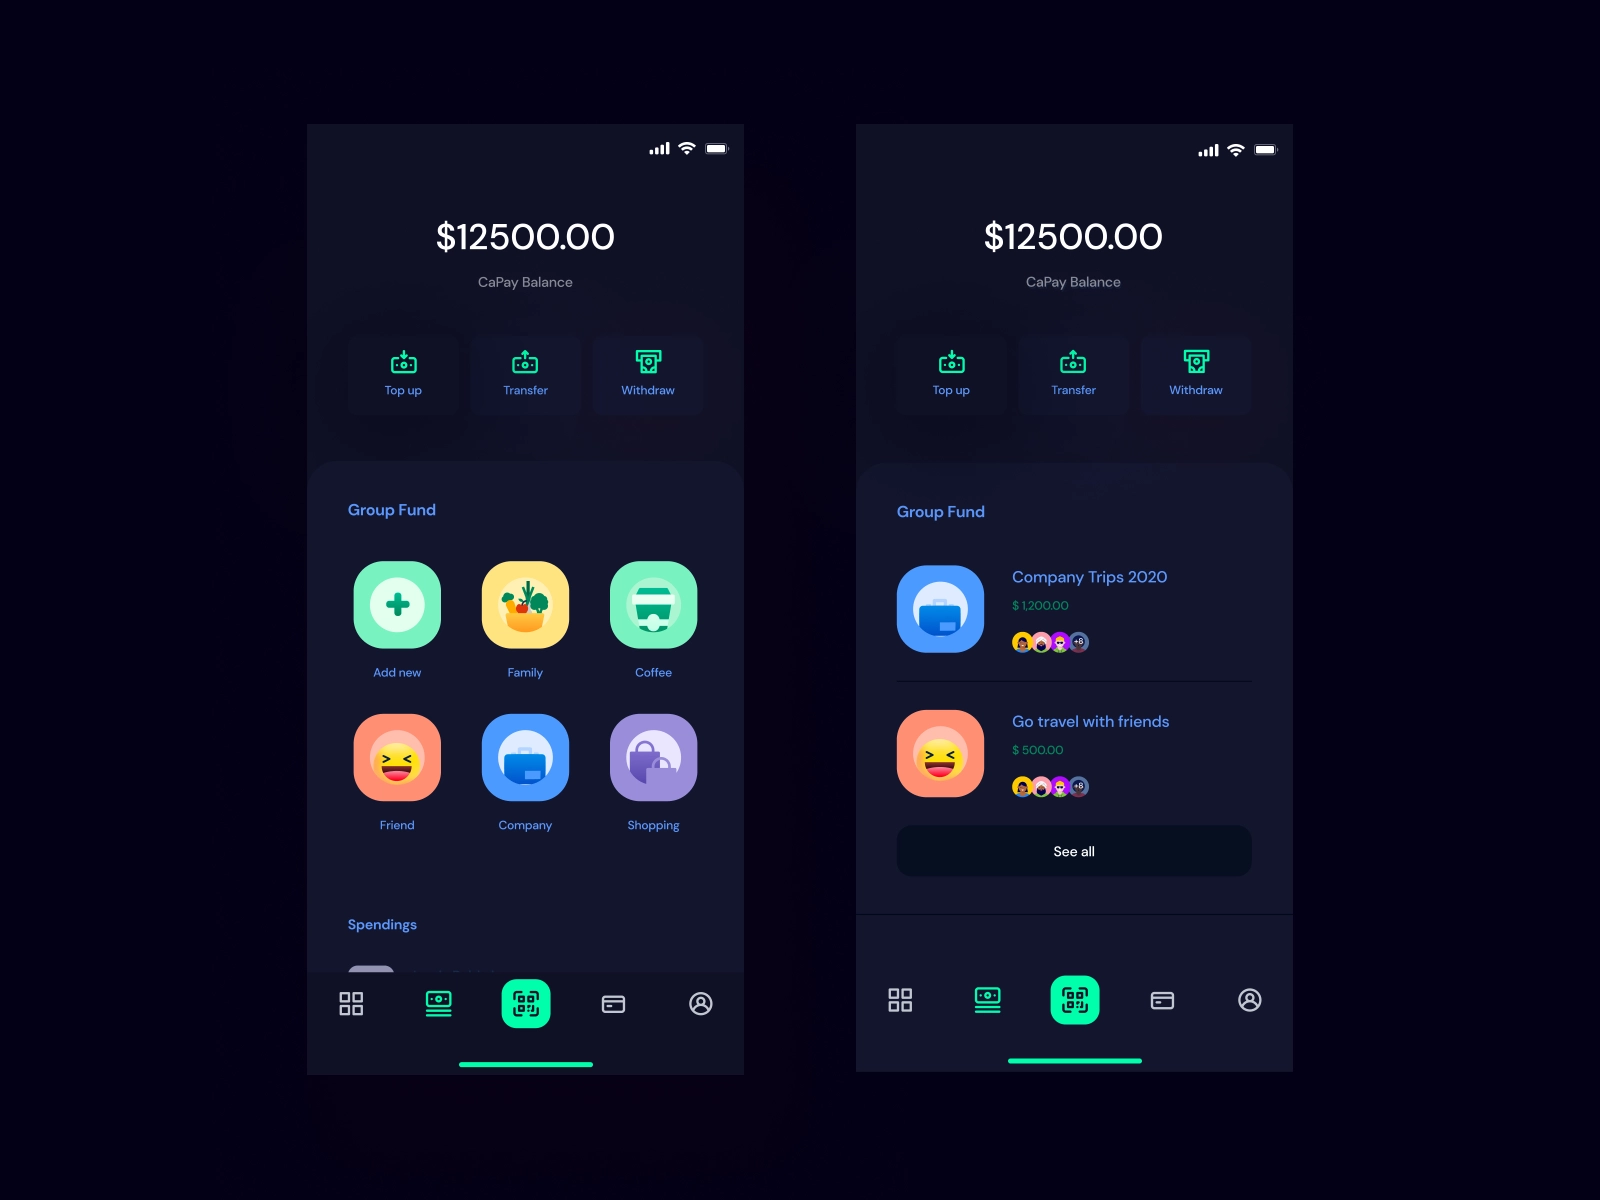 $12500.00
CaPay Balance
Top up
Transfer
Withdraw
Group Fund
Add new
Family
Coffee
Friend
Company
Shopping
Spendings
$12500.00
CaPay Balance
Top up
Transfer
Withdraw
Group Fund
Company Trips 2020
$ 1,200.00
+8
Go travel with friends
$ 500.00
+8
See all